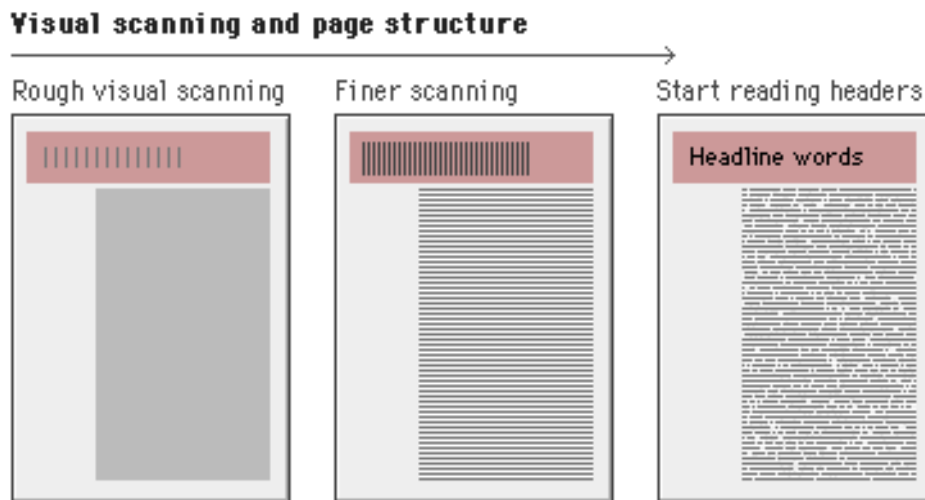 Visual scanning and page structure
Rough visual scanning
Finer scanning
Start reading headers
Headline words